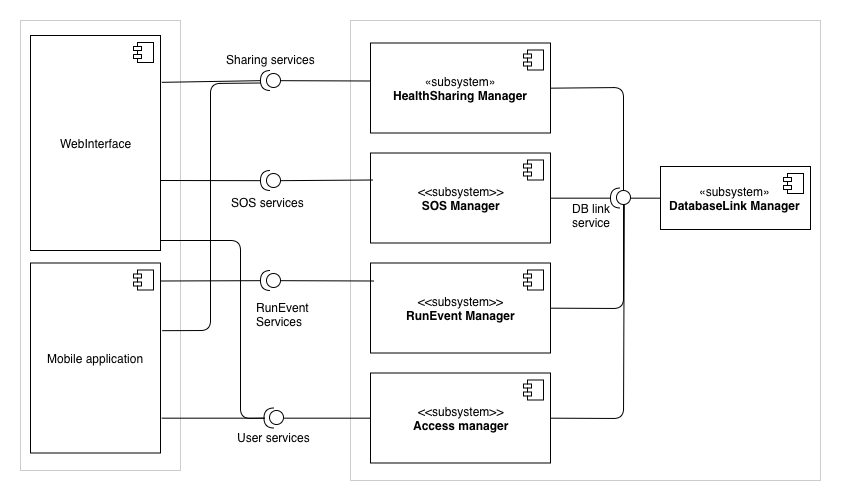 Sharing services
«subsystem»
HealthSharing Manager
WebInterface
<<subsystem>>
SOS Manager
SOS services
DB link
service
«subsystem»
DatabaseLink Manager
RunEvent
Services
<<subsystem>>
RunEvent Manager
Mobile application
<<subsystem>>
Access manager
User services